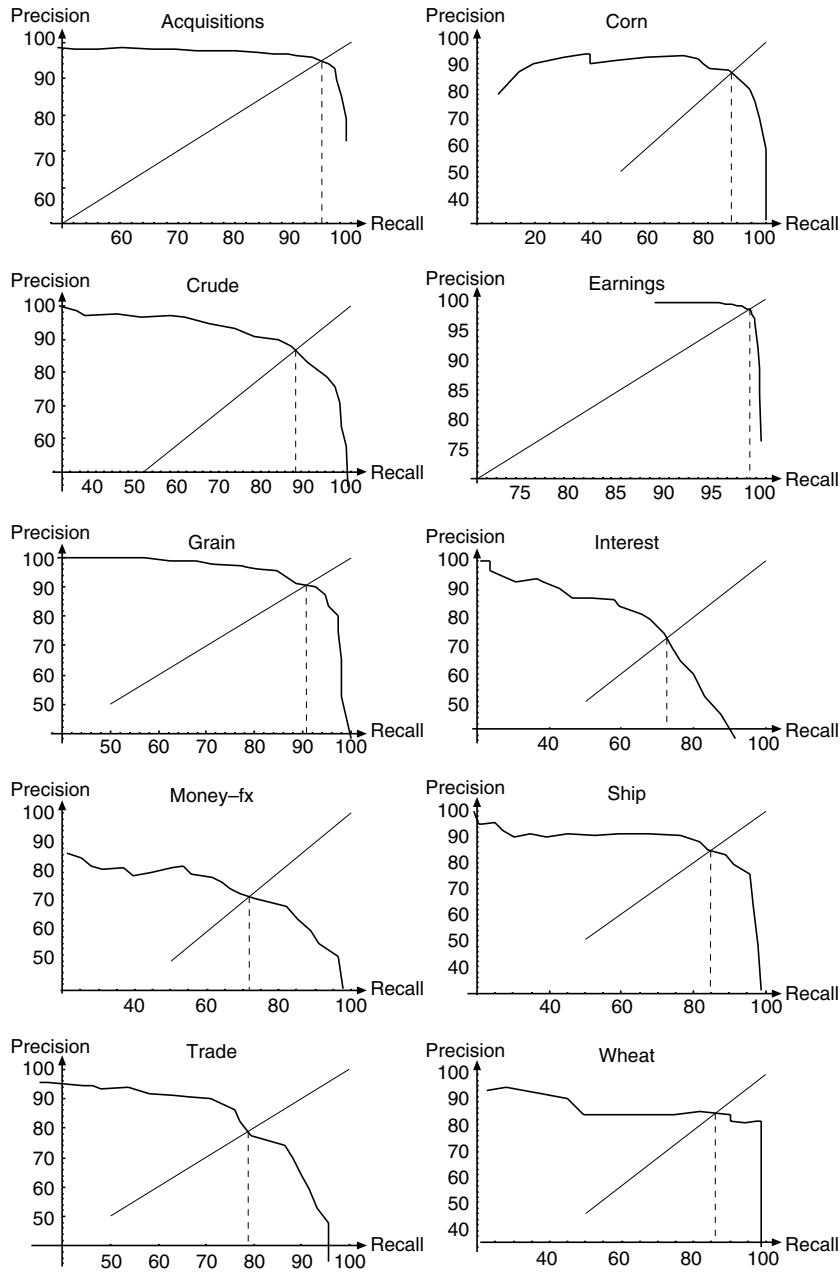 Precision
Acquisitions
100
90
80
70
60
60 70 80 90 100 Recall
Precision
Corn
100
90
80
70
60
50
40
20 40 60 80 100 Recall
Precision
Crude
100
90
80
70
60
40 50 60 70 80 90 100 Recall
Precision
Earnings
100
95
90
85
80
75
75 80 85 90 95 100 Recall
Precision
Grain
100
90
80
70
60
50
50 60 70 80 90 100 Recall
Precision
Interest
100
90
80
70
60
50
40 60 80 100 Recall
Precision
Money–fx
100
90
80
70
60
50
40 60 80 100 Recall
Precision
Ship
100
90
80
70
60
50
40
40 60 80 100 Recall
Precision
Trade
100
90
80
70
60
50
50 60 70 80 90 100 Recall
Precision
Wheat
100
90
80
70
60
50
40
40 60 80 100 Recall